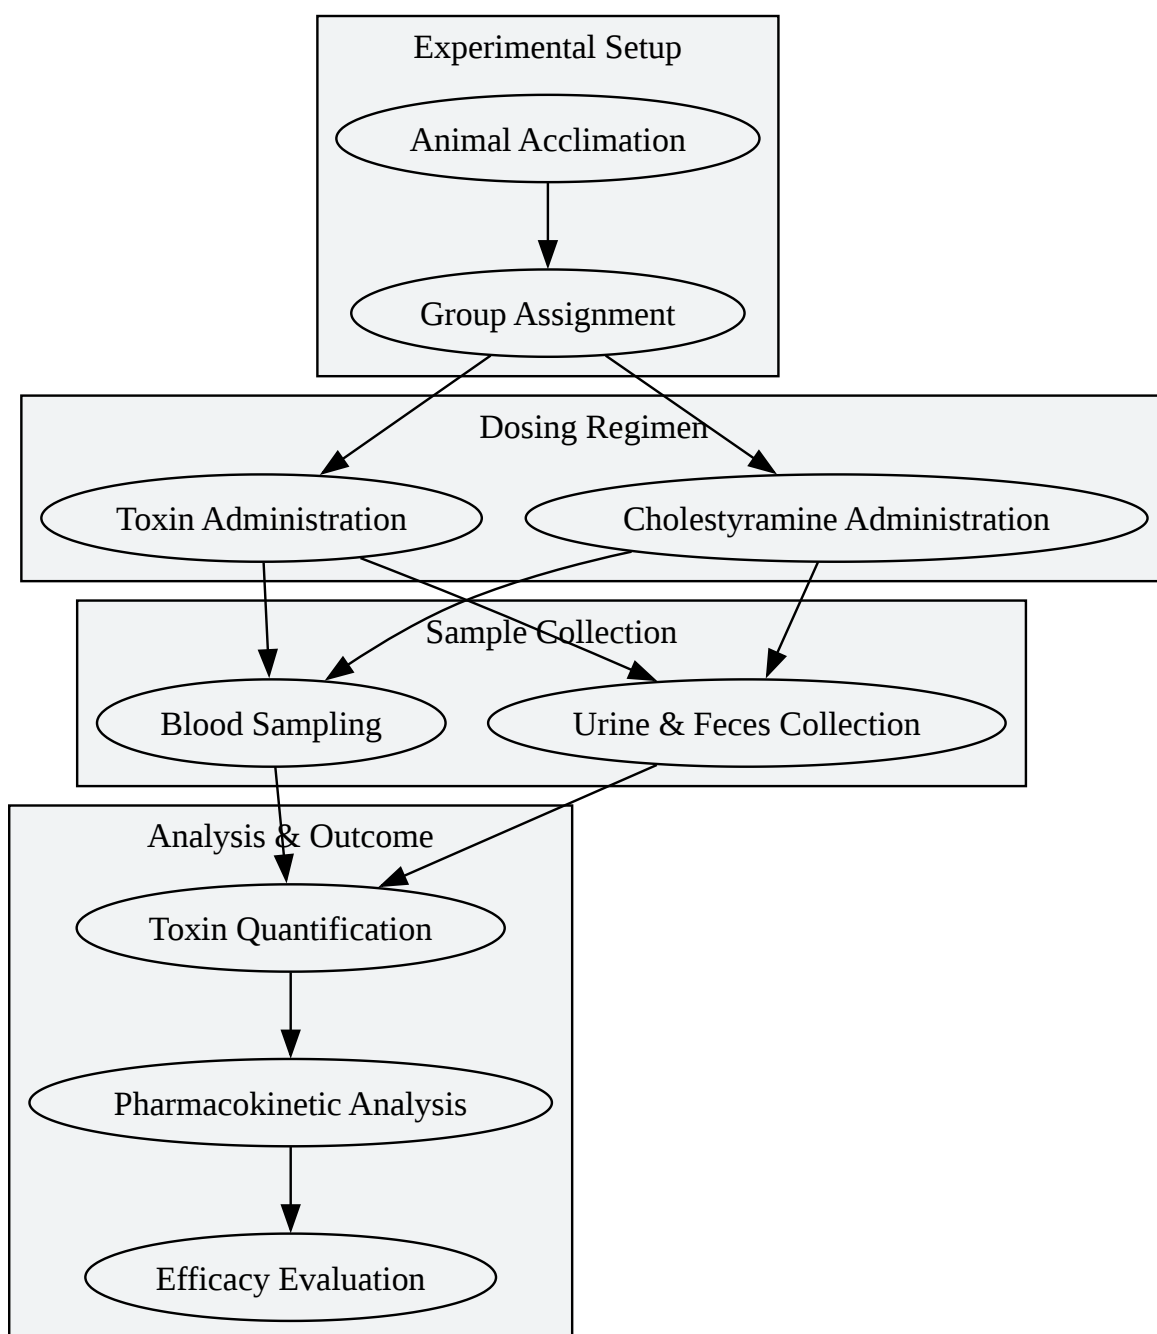 Experimental Setup
Animal Acclimation
Group Assignment
Dosing Regimen
Toxin Administration
Cholestyramine Administration
Sample Collection
Blood Sampling
Urine & Feces Collection
Analysis & Outcome
Toxin Quantification
Pharmacokinetic Analysis
Efficacy Evaluation